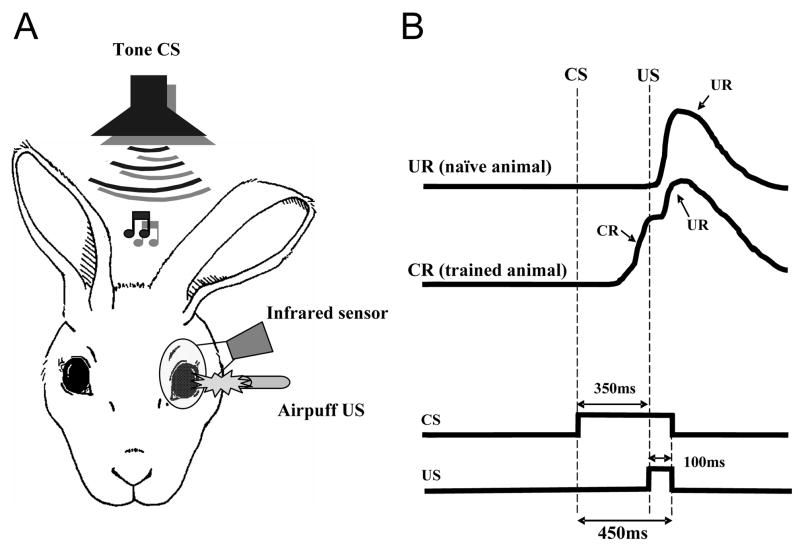 A
Tone CS
Infrared sensor
Airpuff US
B
CS
US
UR
UR (naïve animal)
CR
UR
CR (trained animal)
350ms
CS
100ms
US
450ms